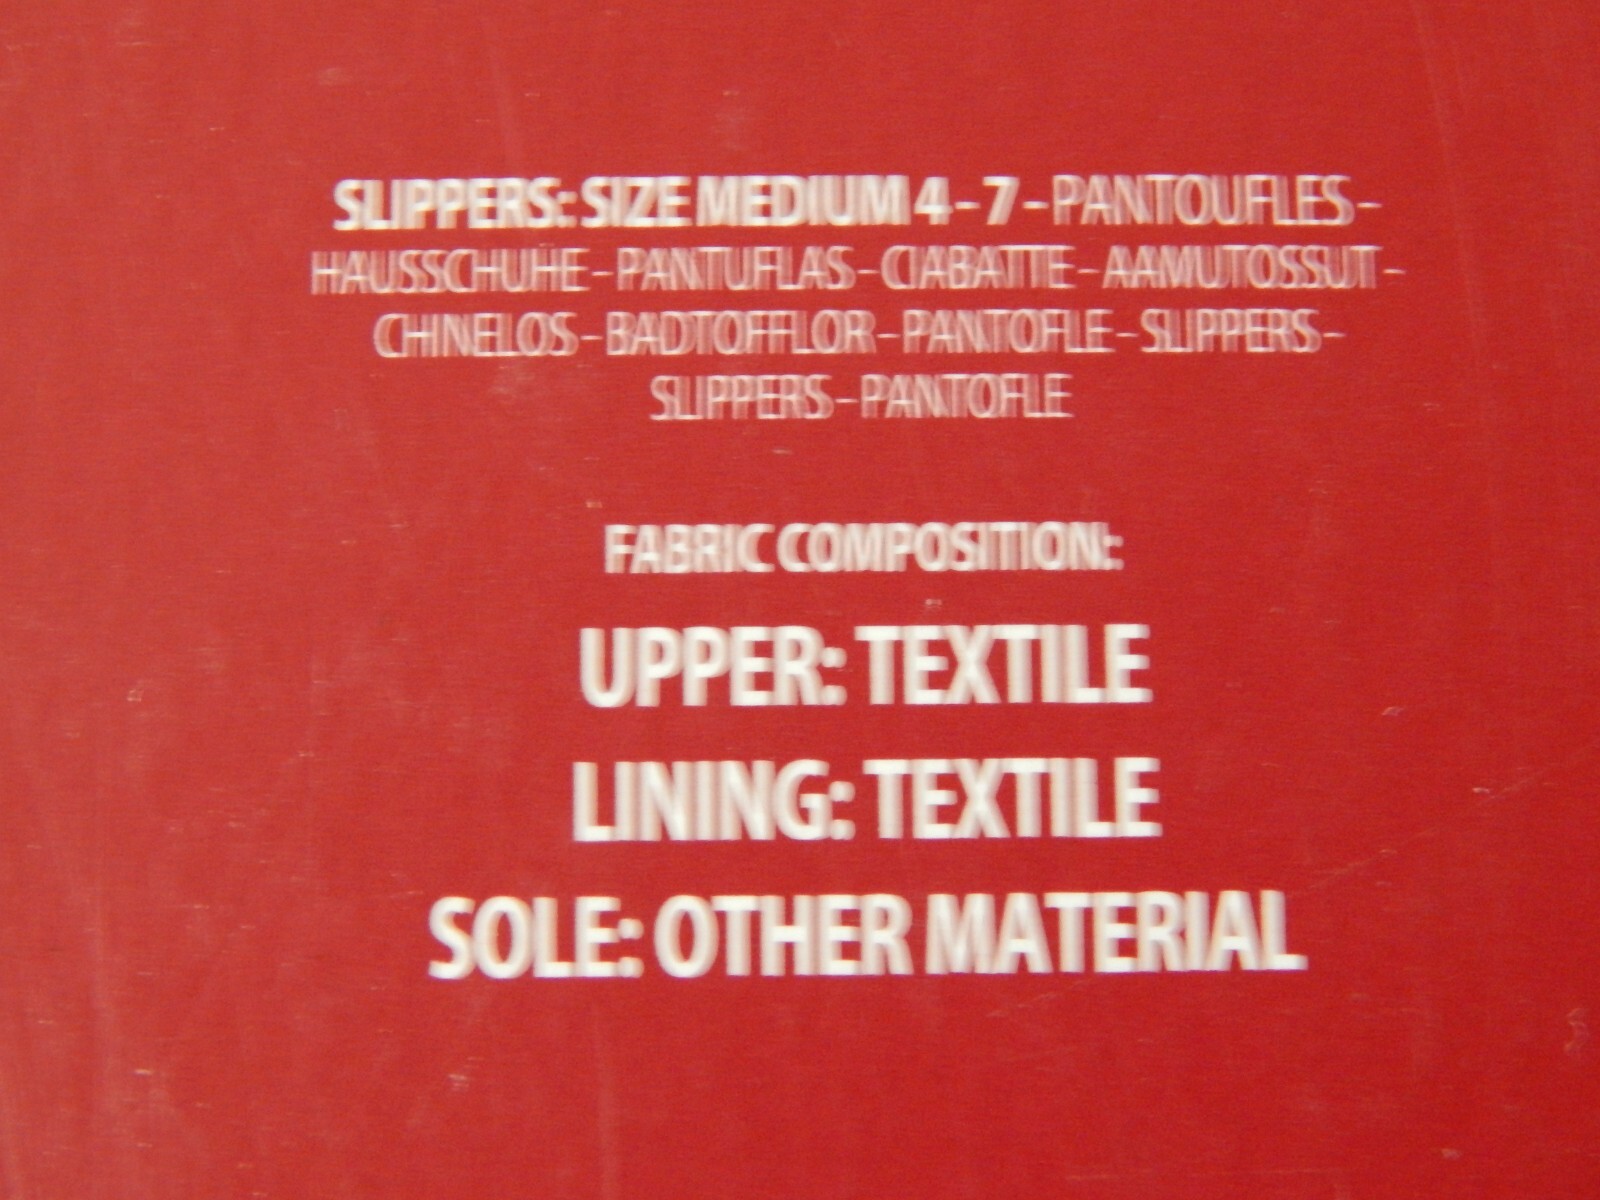 SLIPPERS: SIZE MEDIUM 4 - 7 - PANTOUFLES -
HAUSSCHUHE - PANTUFLAS - CIABATTE - AAMUTOSSUT -
CHINELOS - BADTOFFLOR - PANTOFLE - SLIPPERS -
SLIPPERS - PANTOFLE
FABRIC COMPOSITION:
UPPER: TEXTILE
LINING: TEXTILE
SOLE: OTHER MATERIAL